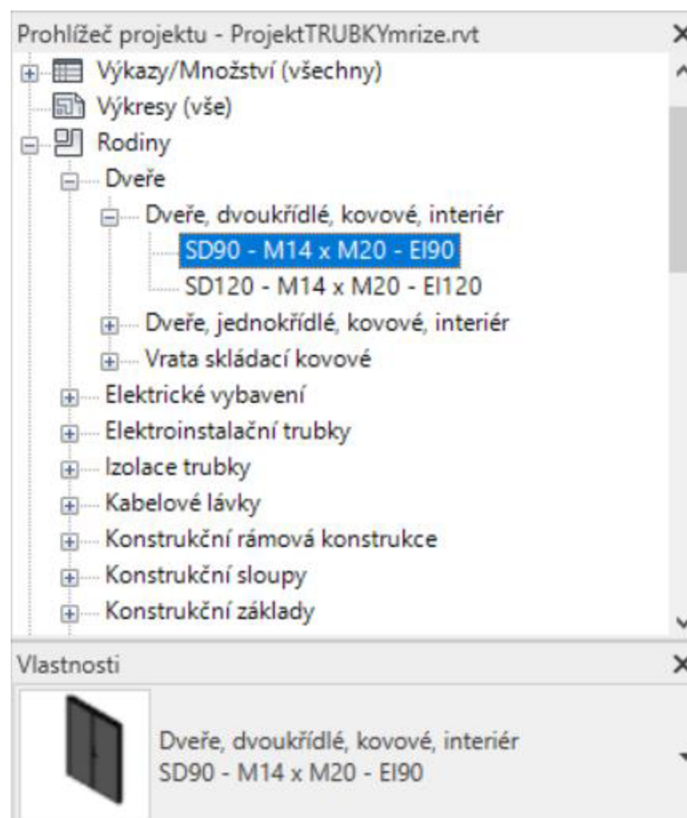 Prohlížeč projektu - ProjektTRUBKYmrize.rvt
Výkazy/Množství (všechny)
Výkresy (vše)
Rodiny
Dveře
Dveře, dvoukřídlé, kovové, interiér
SD90 - M14 x M20 - EI90
SD120 - M14 x M20 - EI120
Dveře, jednokřídlé, kovové, interiér
Vrata skládací kovové
Elektrické vybavení
Elektroinstalační trubky
Izolace trubky
Kabelové lávky
Konstrukční rámová konstrukce
Konstrukční sloupy
Konstrukční základy
Vlastnosti
Dveře, dvoukřídlé, kovové, interiér
SD90 - M14 x M20 - EI90